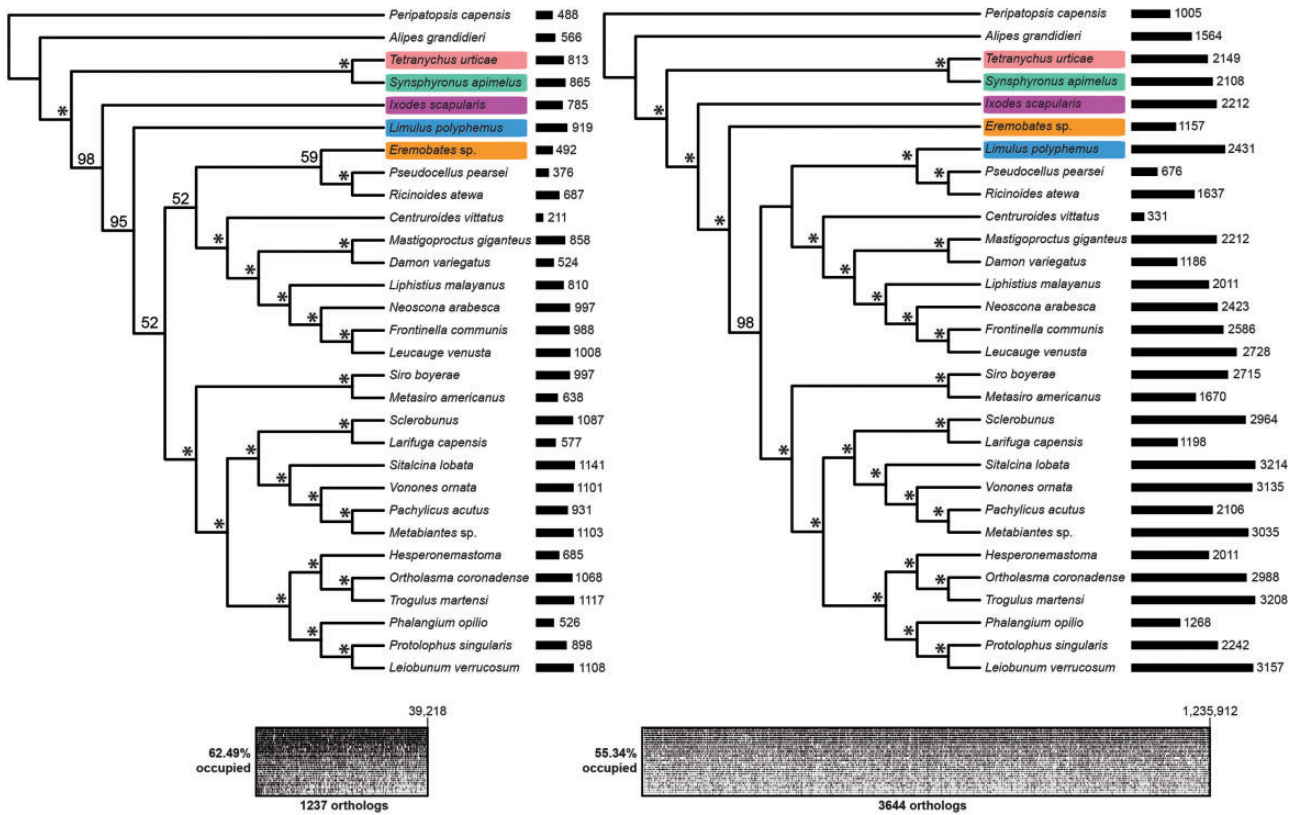 Peripatopsis capensis 488
Alipes grandidieri 566
Tetranychus urticae 813
Synsphyronus apimelus 865
Ixodes scapularis 785
Limulus polyphemus 919
Eremobates sp. 492
Pseudocellus pearsei 376
Ricinoides atewa 687
Centruroides vittatus 211
Mastigoproctus giganteus 858
Damon variegatus 524
Liphistius malayanus 810
Neoscona arabesca 997
Frontinella communis 988
Leucauge venusta 1008
Siro boyerae 997
Metasiro americanus 638
Sclerobunus 1087
Larifuga capensis 577
Sitalcina lobata 1141
Vonones ornata 1101
Pachylicus acutus 931
Metabiantes sp. 1103
Hesperonemastoma 685
Ortholasma coronadense 1068
Trogulus martensi 1117
Phalangium opilio 526
Protolophus singularis 898
Leiobunum verrucosum 1108
*
*
98
95
59
*
52
*
*
*
*
*
*
52
*
*
*
*
*
*
*
*
*
*
*
*
*
39,218
62.49%
occupied
1237 orthologs
Peripatopsis capensis 1005
Alipes grandidieri 1564
Tetranychus urticae 2149
Synsphyronus apimelus 2108
Ixodes scapularis 2212
Eremobates sp. 1157
Limulus polyphemus 2431
Pseudocellus pearsei 676
Ricinoides atewa 1637
Centruroides vittatus 331
Mastigoproctus giganteus 2212
Damon variegatus 1186
Liphistius malayanus 2011
Neoscona arabesca 2423
Frontinella communis 2586
Leucauge venusta 2728
Siro boyerae 2715
Metasiro americanus 1670
Sclerobunus 2964
Larifuga capensis 1198
Sitalcina lobata 3214
Vonones ornata 3135
Pachylicus acutus 2106
Metabiantes sp. 3035
Hesperonemastoma 2011
Ortholasma coronadense 2988
Trogulus martensi 3208
Phalangium opilio 1268
Protolophus singularis 2242
Leiobunum verrucosum 3157
*
*
*
*
*
*
*
*
*
*
*
*
98
*
*
*
*
*
*
*
*
*
*
*
*
*
1,235,912
55.34%
occupied
3644 orthologs